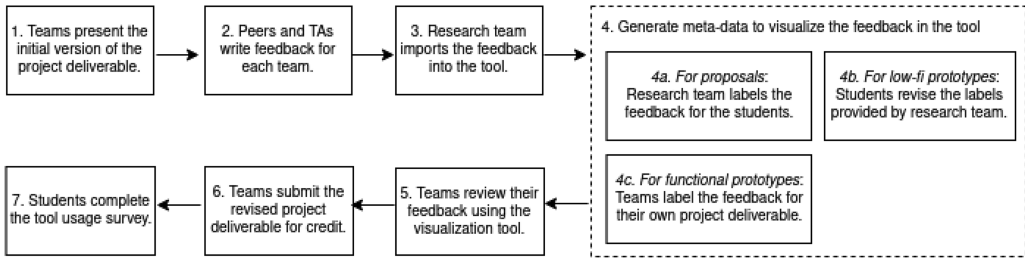 1. Teams present the
initial version of the
project deliverable.
2. Peers and TAs
write feedback for
each team.
3. Research team
imports the feedback
into the tool.
4. Generate meta-data to visualize the feedback in the tool
4a. For proposals:
Research team labels the
feedback for the students.
4b. For low-fi prototypes:
Students revise the labels
provided by research team.
4c. For functional prototypes:
Teams label the feedback for
their own project deliverable.
5. Teams review their
feedback using the
visualization tool.
6. Teams submit the
revised project
deliverable for credit.
7. Students complete
the tool usage survey.